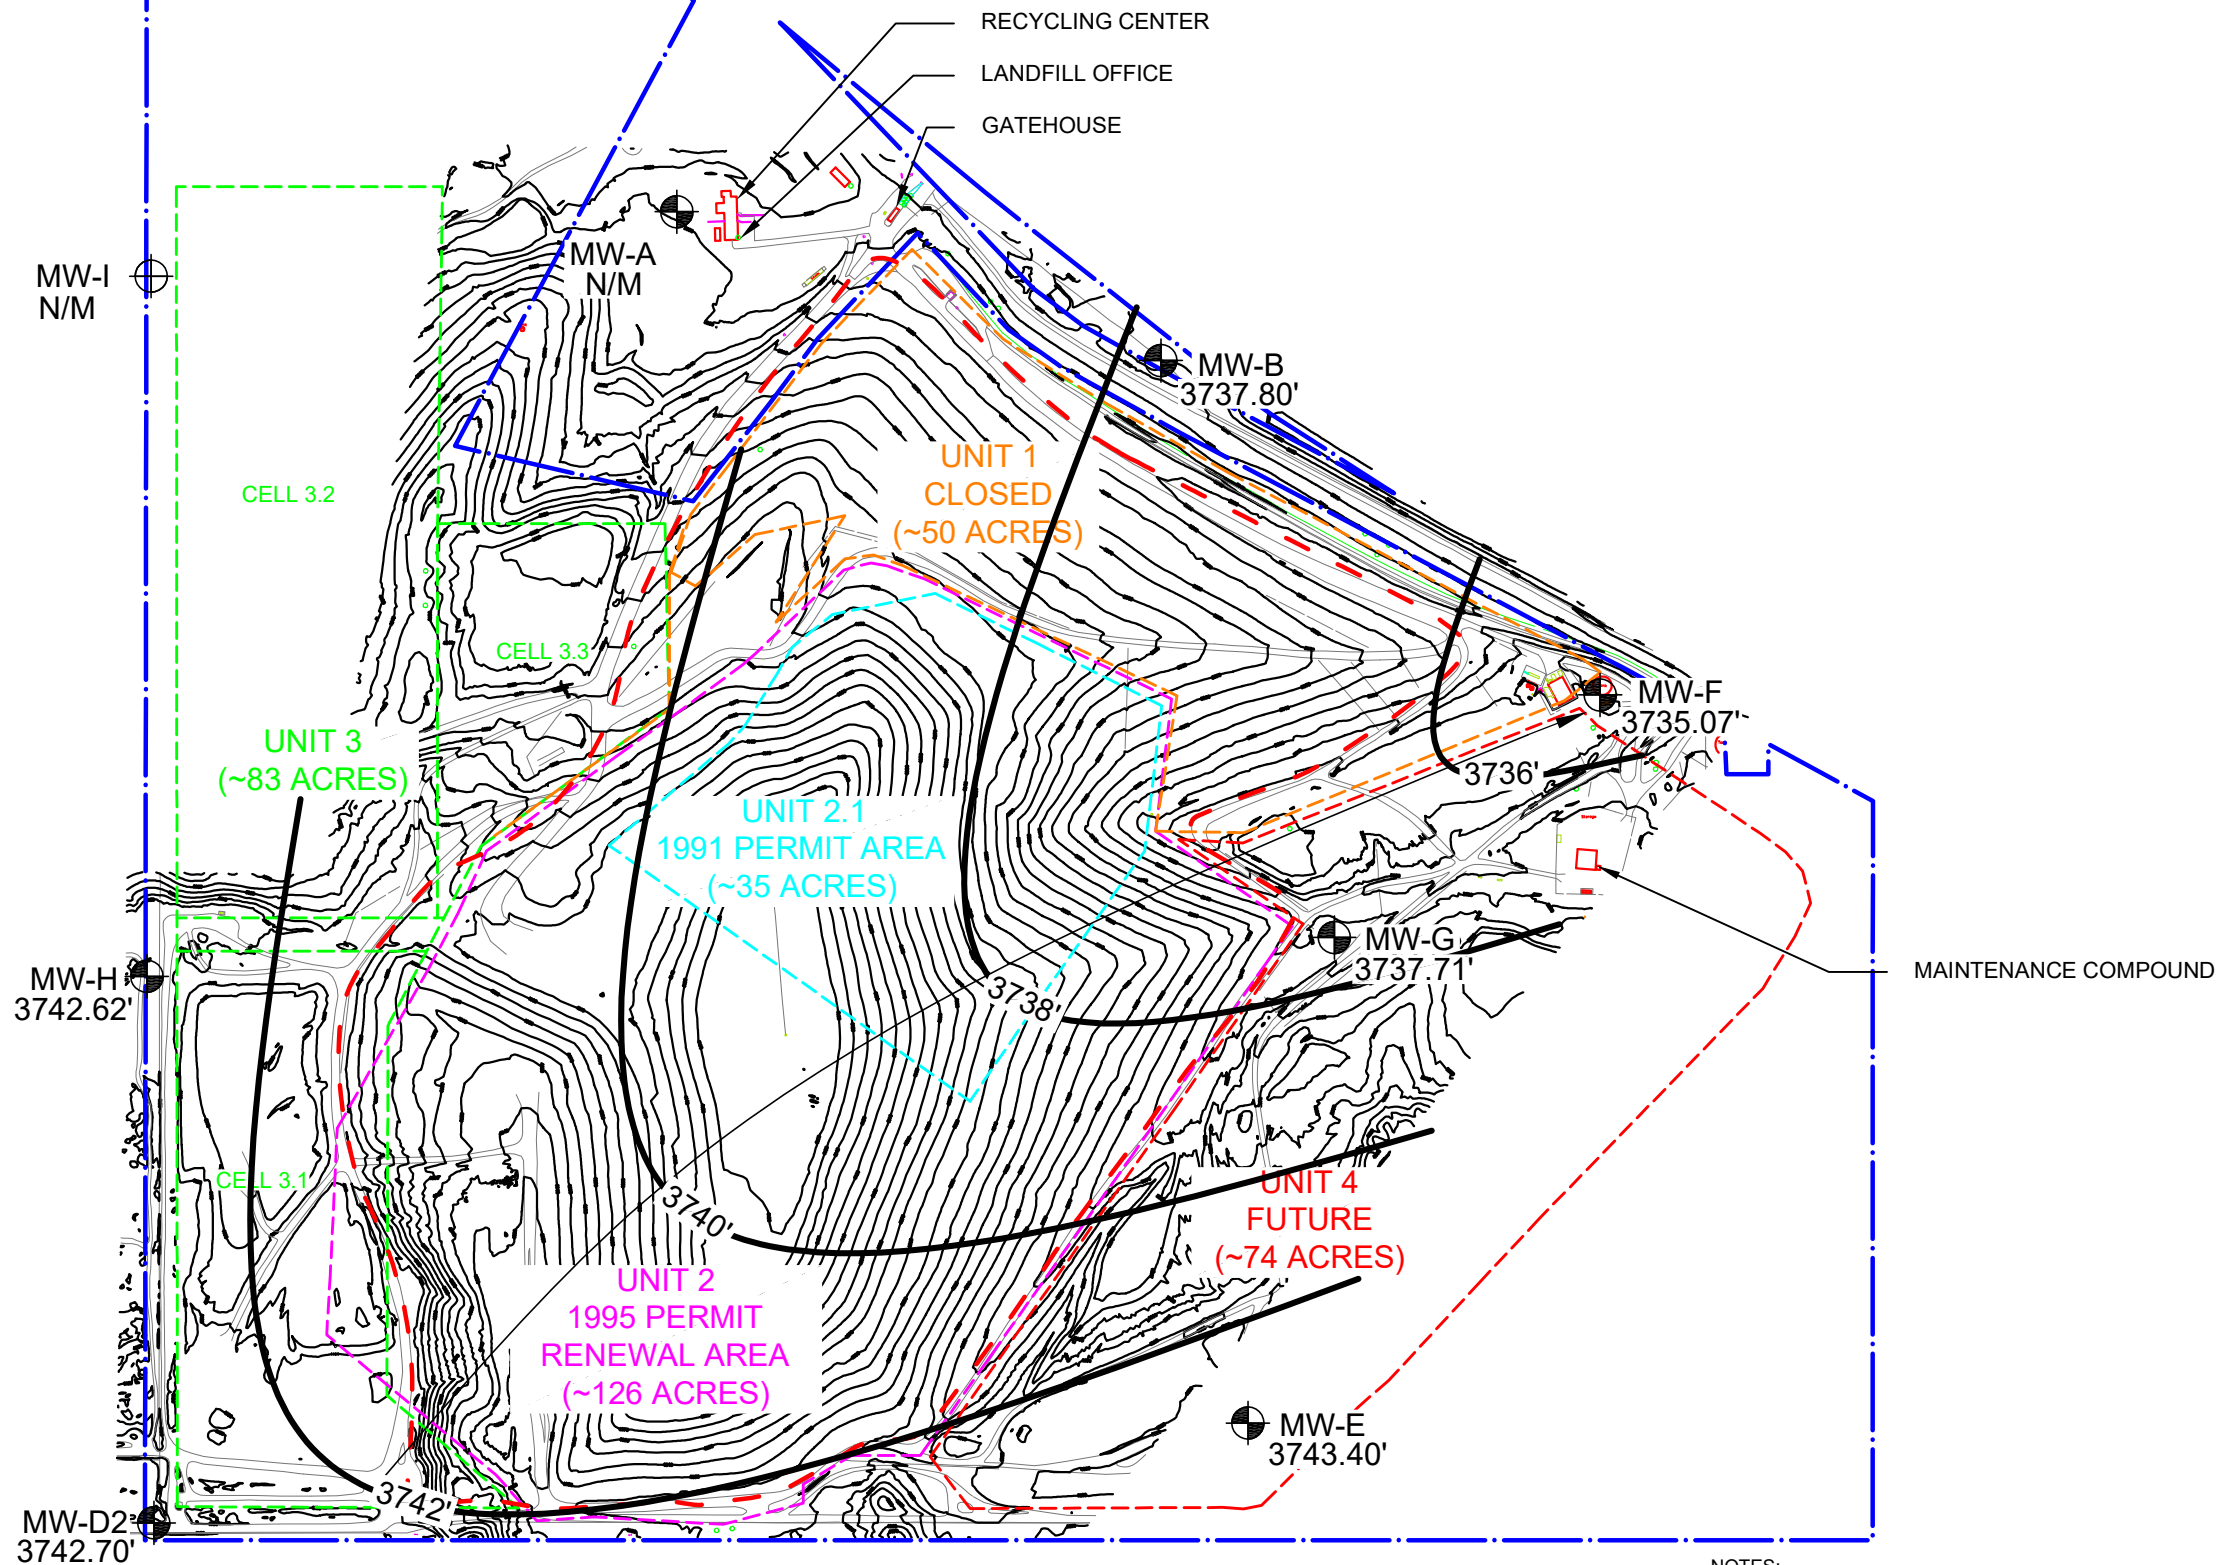 RECYCLING CENTER
LANDFILL OFFICE
GATEHOUSE
MW-A
N/M
MW-I
N/M
MW-B
3737.80'
UNIT 1
CLOSED
(~50 ACRES)
CELL 3.2
CELL 3.3
MW-F
3735.07'
3736'
UNIT 3
(~83 ACRES)
UNIT 2.1
1991 PERMIT AREA
(~35 ACRES)
Storage
MW-G
3737.71'
MAINTENANCE COMPOUND
MW-H
3742.62'
3738'
CELL 3.1
3740'
UNIT 4
FUTURE
(~74 ACRES)
UNIT 2
1995 PERMIT
RENEWAL AREA
(~126 ACRES)
MW-E
3743.40'
3742'
MW-D2
3742.70'
NOTES: